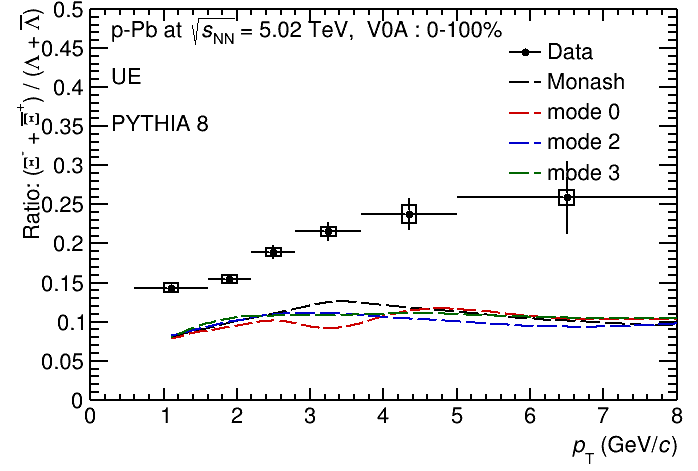 p-Pb at √s_NN = 5.02 TeV, V0A : 0-100%
UE
PYTHIA 8
Data
Monash
mode 0
mode 2
mode 3
Ratio: (Ξ⁻ + Ξ̅⁺) / (Λ + Λ̅)
0.5
0.45
0.4
0.35
0.3
0.25
0.2
0.15
0.1
0.05
0
0 1 2 3 4 5 6 7 8
p_T (GeV/c)